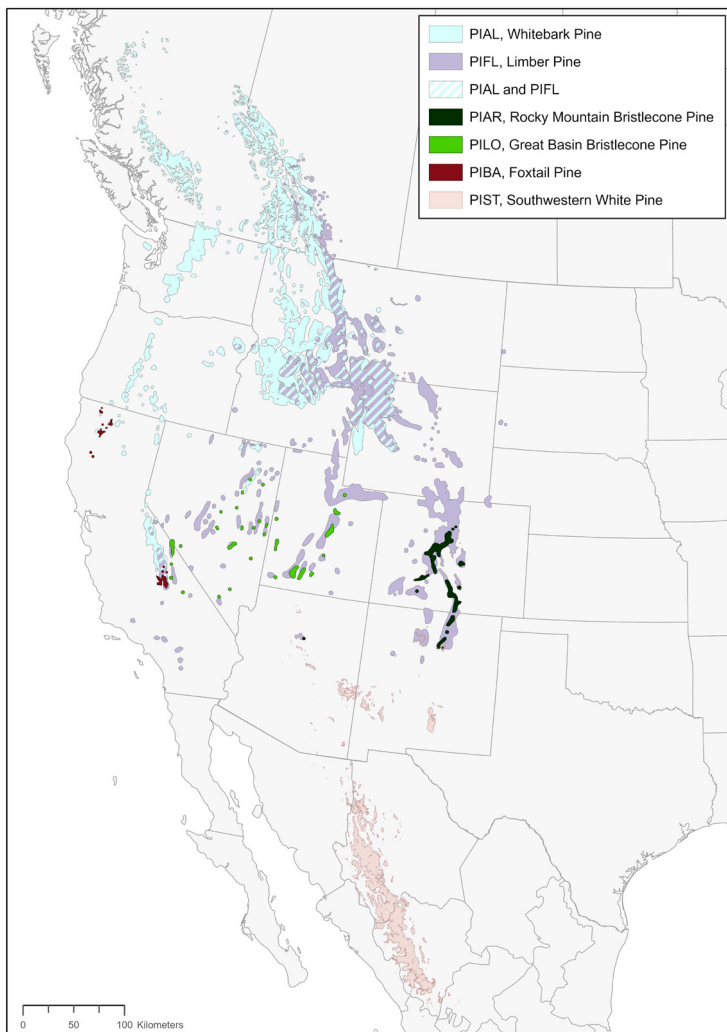 PIAL, Whitebark Pine
PIFL, Limber Pine
PIAL and PIFL
PIAR, Rocky Mountain Bristlecone Pine
PILO, Great Basin Bristlecone Pine
PIBA, Foxtail Pine
PIST, Southwestern White Pine
0 50 100 Kilometers